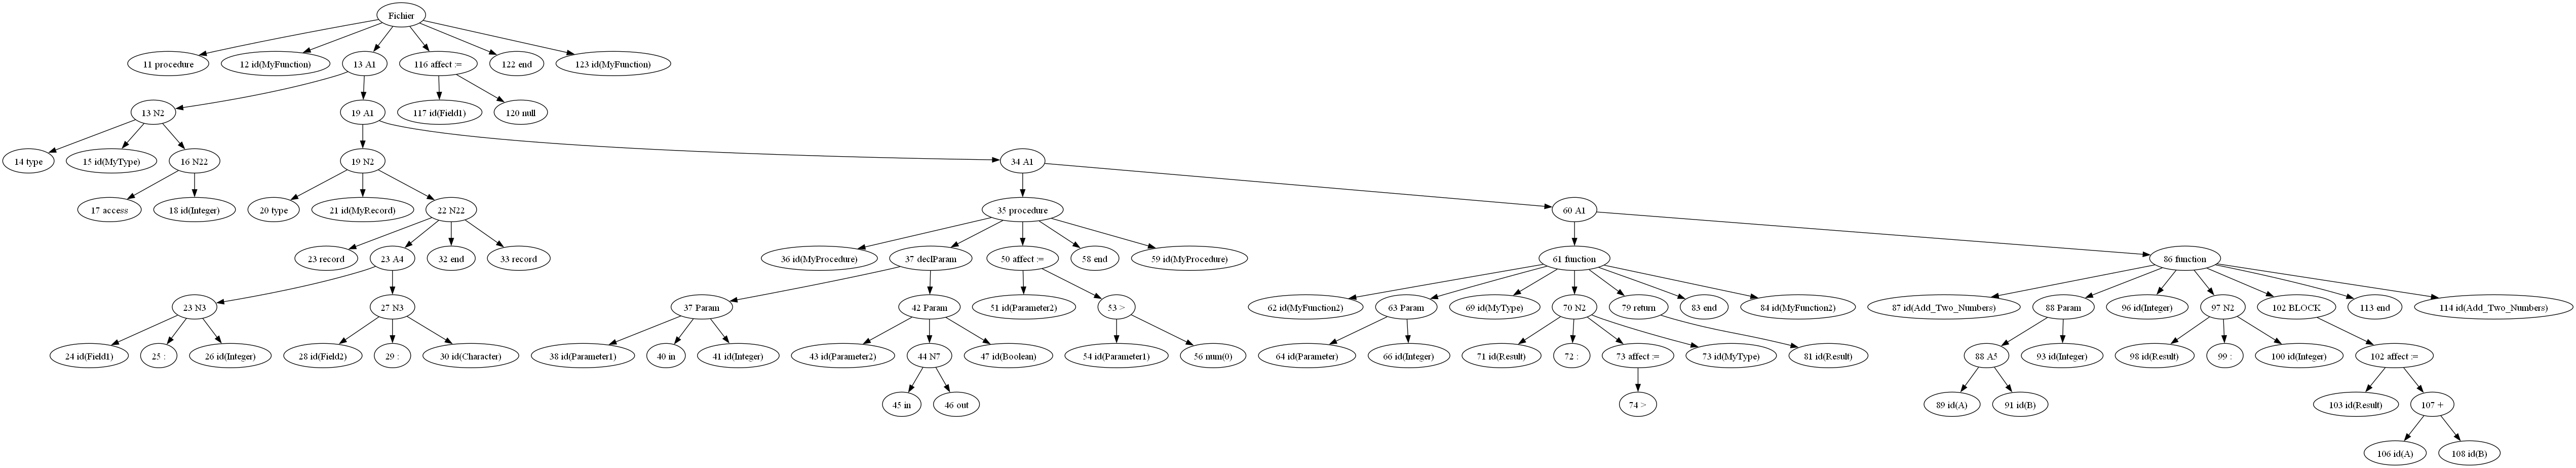 Fichier
11 procedure
12 id(MyFunction)
13 A1
116 affect :=
122 end
123 id(MyFunction)
13 N2
19 A1
117 id(Field1)
120 null
14 type
15 id(MyType)
16 N22
19 N2
34 A1
17 access
18 id(Integer)
20 type
21 id(MyRecord)
22 N22
35 procedure
60 A1
23 record
23 A4
32 end
33 record
36 id(MyProcedure)
37 declParam
50 affect :=
58 end
59 id(MyProcedure)
61 function
86 function
23 N3
27 N3
37 Param
42 Param
51 id(Parameter2)
53 >
62 id(MyFunction2)
63 Param
69 id(MyType)
70 N2
79 return
83 end
84 id(MyFunction2)
87 id(Add_Two_Numbers)
88 Param
96 id(Integer)
97 N2
102 BLOCK
113 end
114 id(Add_Two_Numbers)
24 id(Field1)
25 :
26 id(Integer)
28 id(Field2)
29 :
30 id(Character)
38 id(Parameter1)
40 in
41 id(Integer)
43 id(Parameter2)
44 N7
47 id(Boolean)
54 id(Parameter1)
56 num(0)
64 id(Parameter)
66 id(Integer)
71 id(Result)
72 :
73 affect :=
73 id(MyType)
81 id(Result)
88 A5
93 id(Integer)
98 id(Result)
99 :
100 id(Integer)
102 affect :=
45 in
46 out
74 >
89 id(A)
91 id(B)
103 id(Result)
107 +
106 id(A)
108 id(B)